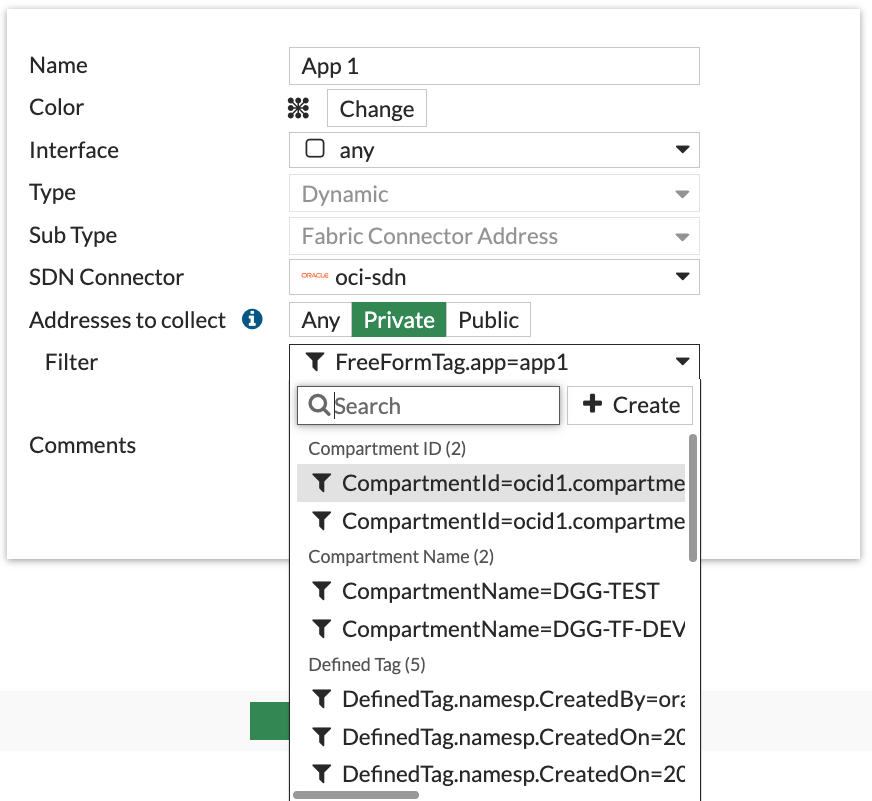 Name App 1
Color Change
Interface any
Type Dynamic
Sub Type Fabric Connector Address
SDN Connector ORACLE oci-sdn
Addresses to collect i Any Private Public
Filter FreeFormTag.app=app1
Search + Create
Compartment ID (2)
CompartmentId=ocid1.compartme
CompartmentId=ocid1.compartme
Comments
Compartment Name (2)
CompartmentName=DGG-TEST
CompartmentName=DGG-TF-DEV
Defined Tag (5)
DefinedTag.namesp.CreatedBy=ora
DefinedTag.namesp.CreatedOn=20
DefinedTag.namesp.CreatedOn=20